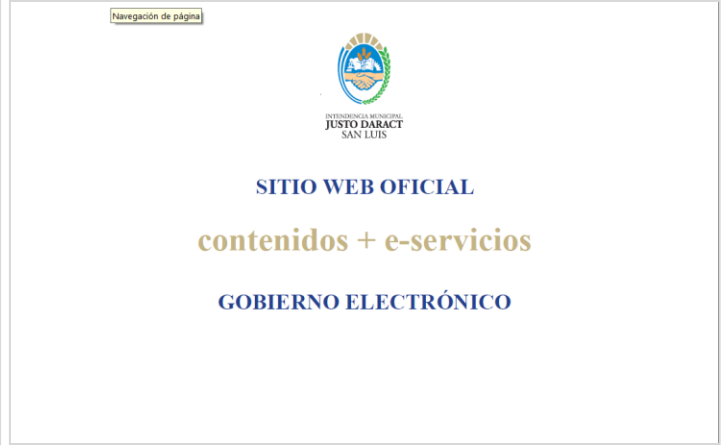 Navegación de página
INTENDENCIA MUNICIPAL
JUSTO DARACT
SAN LUIS
SITIO WEB OFICIAL
contenidos + e-servicios
GOBIERNO ELECTRÓNICO